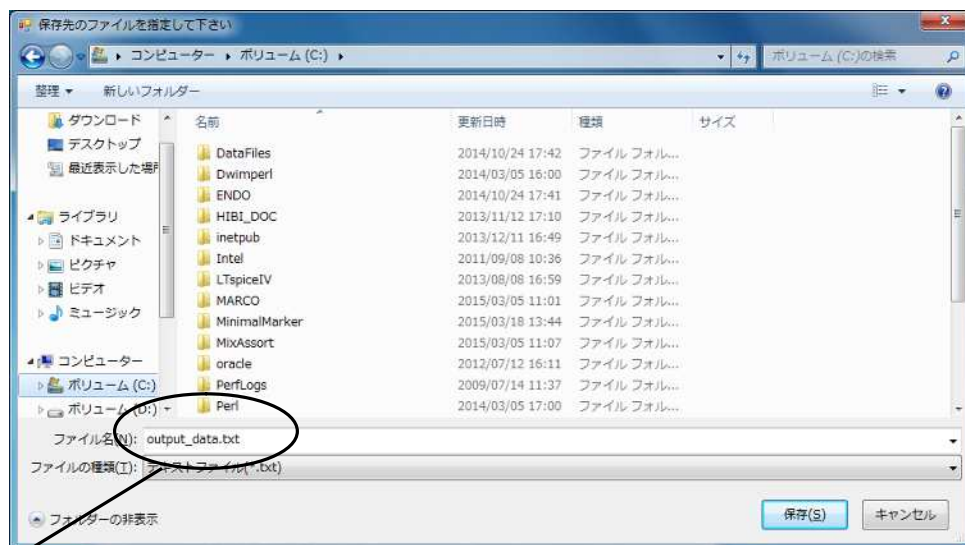 保存先のファイルを指定して下さい
コンピューター ボリューム (C:)
ボリューム (C:)の検索
整理 新しいフォルダー
名前 更新日時 種類 サイズ
ダウンロード
デスクトップ
最近表示した場所
ライブラリ
ドキュメント
ピクチャ
ビデオ
ミュージック
コンピューター
ボリューム (C:)
ボリューム (D:)
DataFiles 2014/10/24 17:42 ファイル フォル...
Dwimperl 2014/03/05 16:00 ファイル フォル...
ENDO 2014/10/24 17:41 ファイル フォル...
HIBI_DOC 2013/11/12 17:10 ファイル フォル...
inetpub 2013/12/11 16:49 ファイル フォル...
Intel 2011/09/08 10:36 ファイル フォル...
LTspiceIV 2013/08/08 16:59 ファイル フォル...
MARCO 2015/03/05 11:01 ファイル フォル...
MinimalMarker 2015/03/18 13:44 ファイル フォル...
MixAssort 2015/03/05 11:07 ファイル フォル...
oracle 2012/07/12 16:11 ファイル フォル...
PerfLogs 2009/07/14 11:37 ファイル フォル...
Perl 2014/03/05 17:00 ファイル フォル...
ファイル名(N): output_data.txt
ファイルの種類(T): テキストファイル(*.txt)
フォルダーの非表示
保存(S) キャンセル